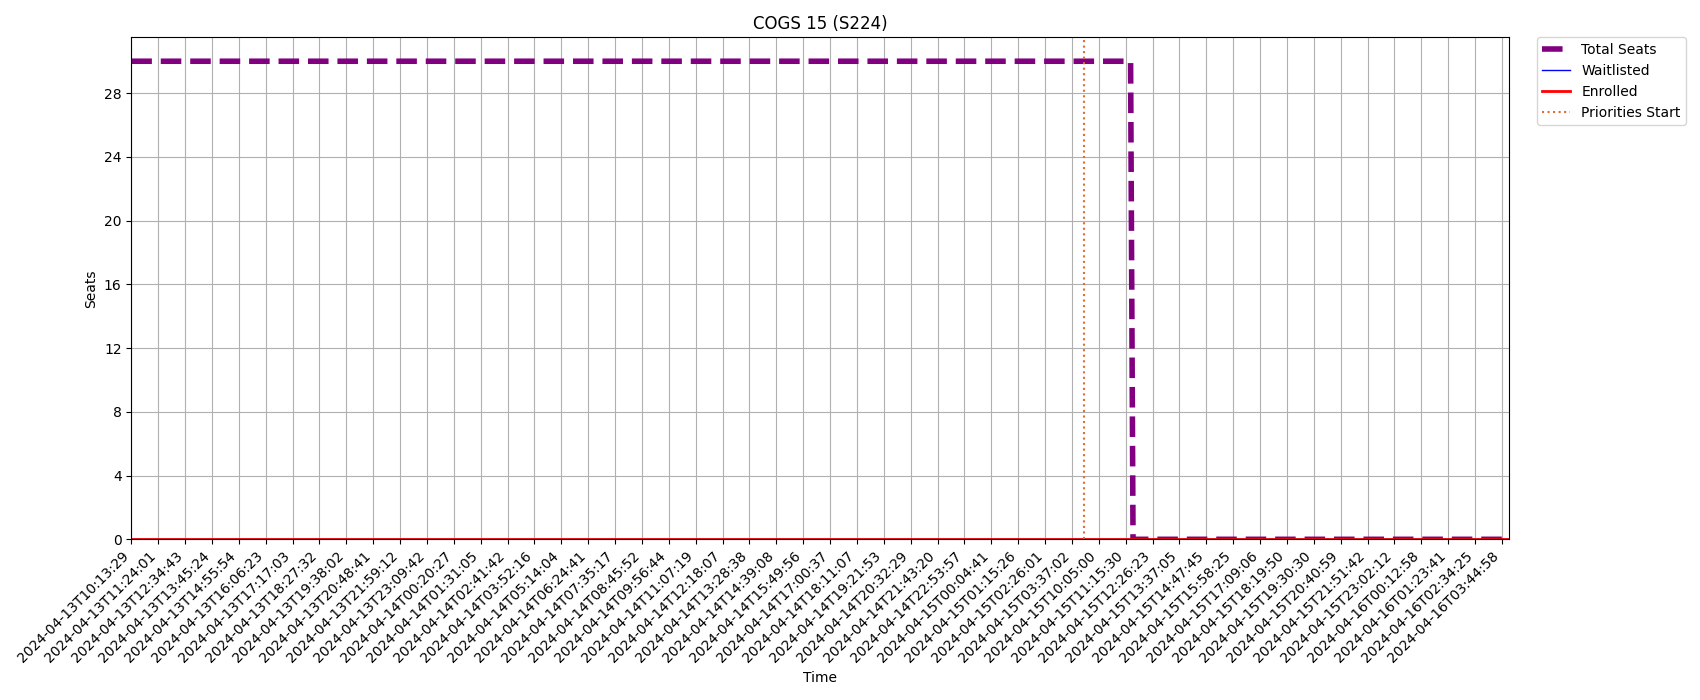 COGS 15 (S224)
Total Seats
Waitlisted
Enrolled
Priorities Start
Seats
28
24
20
16
12
8
4
0
2024-04-13T10:13:29
2024-04-13T11:24:01
2024-04-13T12:34:43
2024-04-13T13:45:24
2024-04-13T14:55:54
2024-04-13T16:06:23
2024-04-13T17:17:03
2024-04-13T18:27:32
2024-04-13T19:38:02
2024-04-13T20:48:41
2024-04-13T21:59:12
2024-04-13T23:09:42
2024-04-14T00:20:27
2024-04-14T01:31:05
2024-04-14T02:41:42
2024-04-14T03:52:16
2024-04-14T05:14:04
2024-04-14T06:24:41
2024-04-14T07:35:17
2024-04-14T08:45:52
2024-04-14T09:56:44
2024-04-14T11:07:19
2024-04-14T12:18:07
2024-04-14T13:28:38
2024-04-14T14:39:08
2024-04-14T15:49:56
2024-04-14T17:00:37
2024-04-14T18:11:07
2024-04-14T19:21:53
2024-04-14T20:32:29
2024-04-14T21:43:20
2024-04-14T22:53:57
2024-04-15T00:04:41
2024-04-15T01:15:26
2024-04-15T02:26:01
2024-04-15T03:37:02
2024-04-15T10:05:00
2024-04-15T11:15:30
2024-04-15T12:26:23
2024-04-15T13:37:05
2024-04-15T14:47:45
2024-04-15T15:58:25
2024-04-15T17:09:06
2024-04-15T18:19:50
2024-04-15T19:30:30
2024-04-15T20:40:59
2024-04-15T21:51:42
2024-04-15T23:02:12
2024-04-16T00:12:58
2024-04-16T01:23:41
2024-04-16T02:34:25
2024-04-16T03:44:58
Time